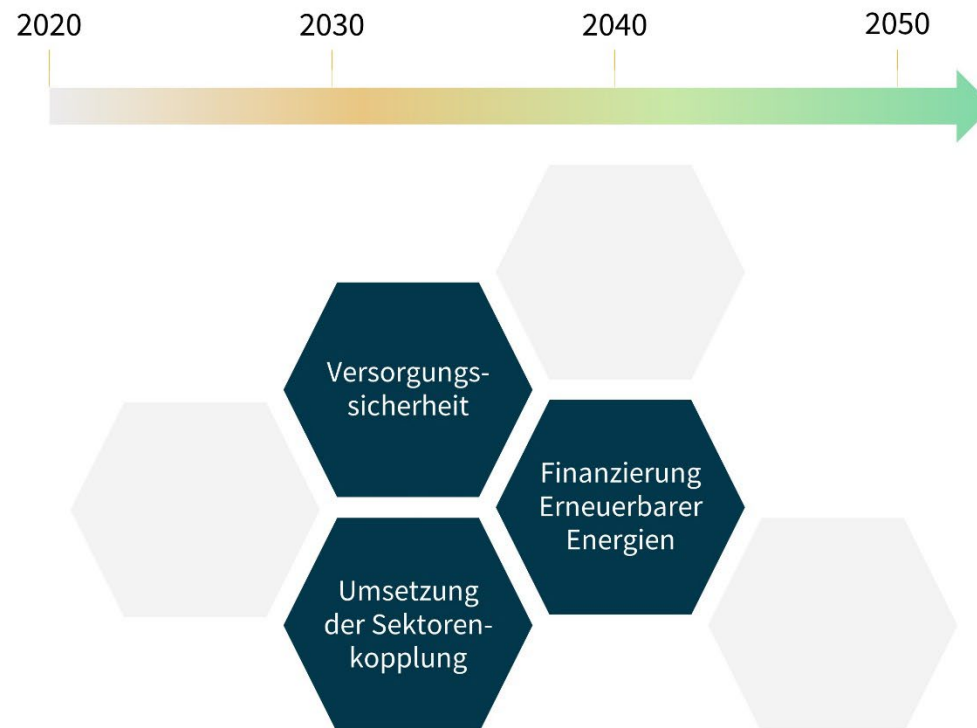 2020 2030 2040 2050
Versorgungs-
sicherheit
Finanzierung
Erneuerbarer
Energien
Umsetzung
der Sektoren-
kopplung